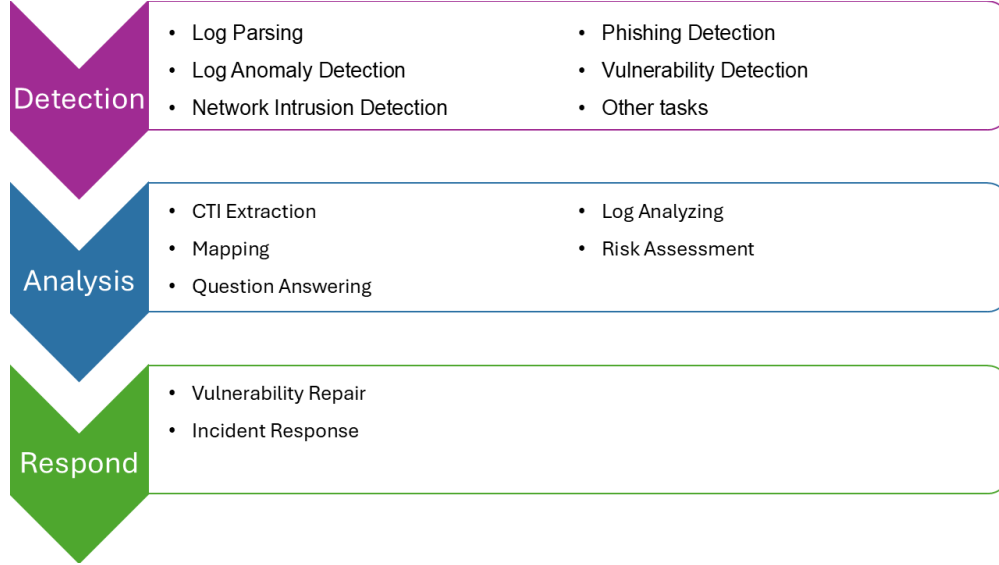 Detection
• Log Parsing
• Log Anomaly Detection
• Network Intrusion Detection
• Phishing Detection
• Vulnerability Detection
• Other tasks
Analysis
• CTI Extraction
• Mapping
• Question Answering
• Log Analyzing
• Risk Assessment
Respond
• Vulnerability Repair
• Incident Response